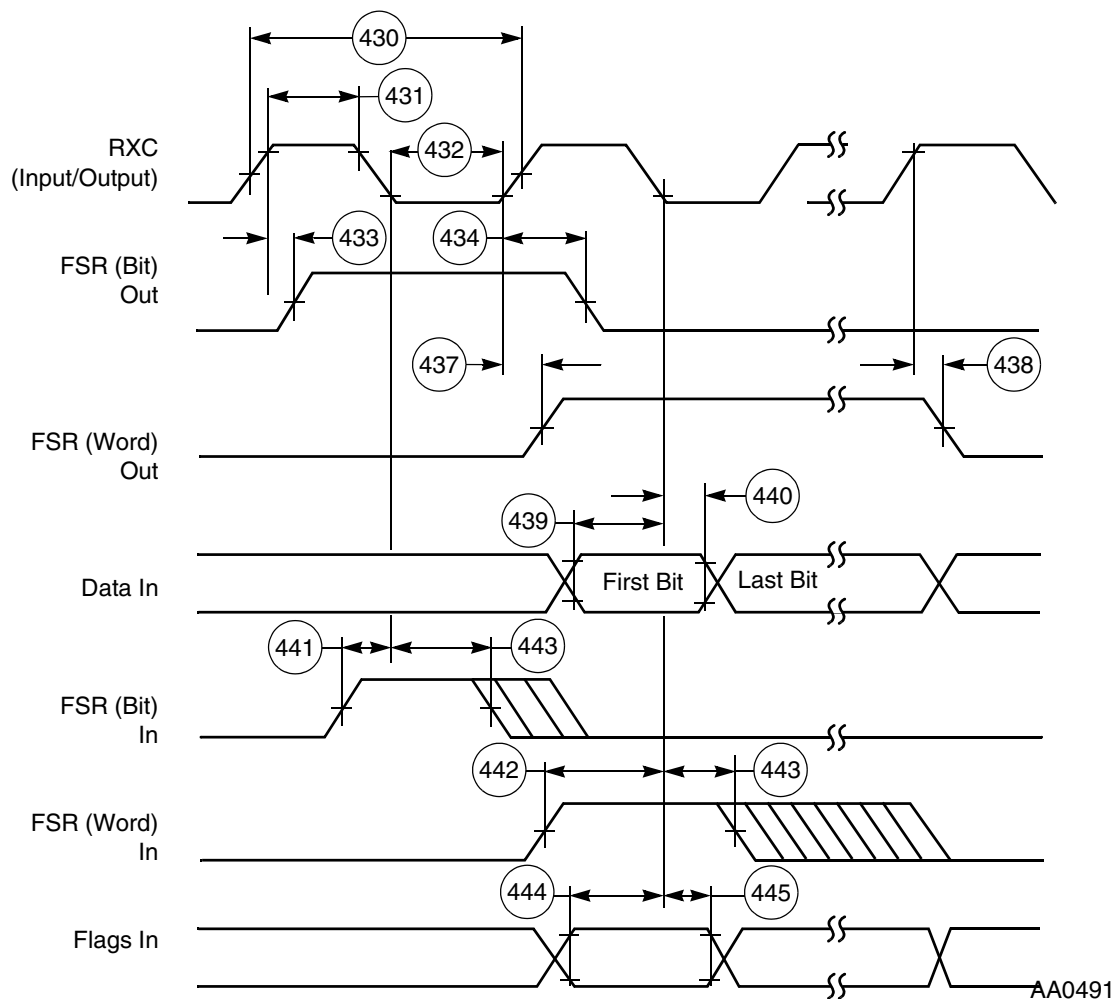 430
431
RXC
(Input/Output)
432
433
434
FSR (Bit)
Out
437
438
FSR (Word)
Out
439
440
Data In
First Bit
Last Bit
441
443
FSR (Bit)
In
442
443
FSR (Word)
In
444
445
Flags In
AA0491